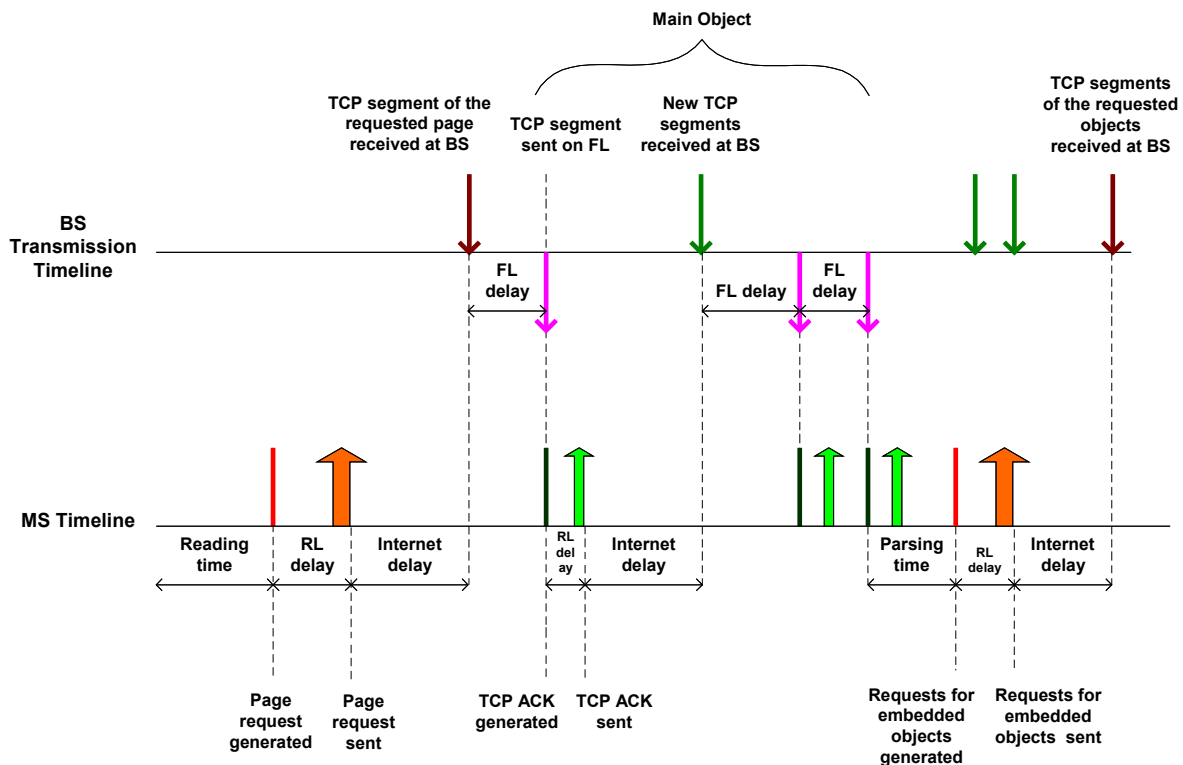 Main Object
TCP segment of the
requested page
received at BS
TCP segment
sent on FL
New TCP
segments
received at BS
TCP segments
of the requested
objects
received at BS
BS
Transmission
Timeline
FL
delay
FL delay
FL
delay
MS Timeline
Reading
time
RL
delay
Internet
delay
RL
del
ay
Internet
delay
Parsing
time
RL
delay
Internet
delay
Page
request
generated
Page
request
sent
TCP ACK
generated
TCP ACK
sent
Requests for
embedded
objects
generated
Requests for
embedded
objects sent